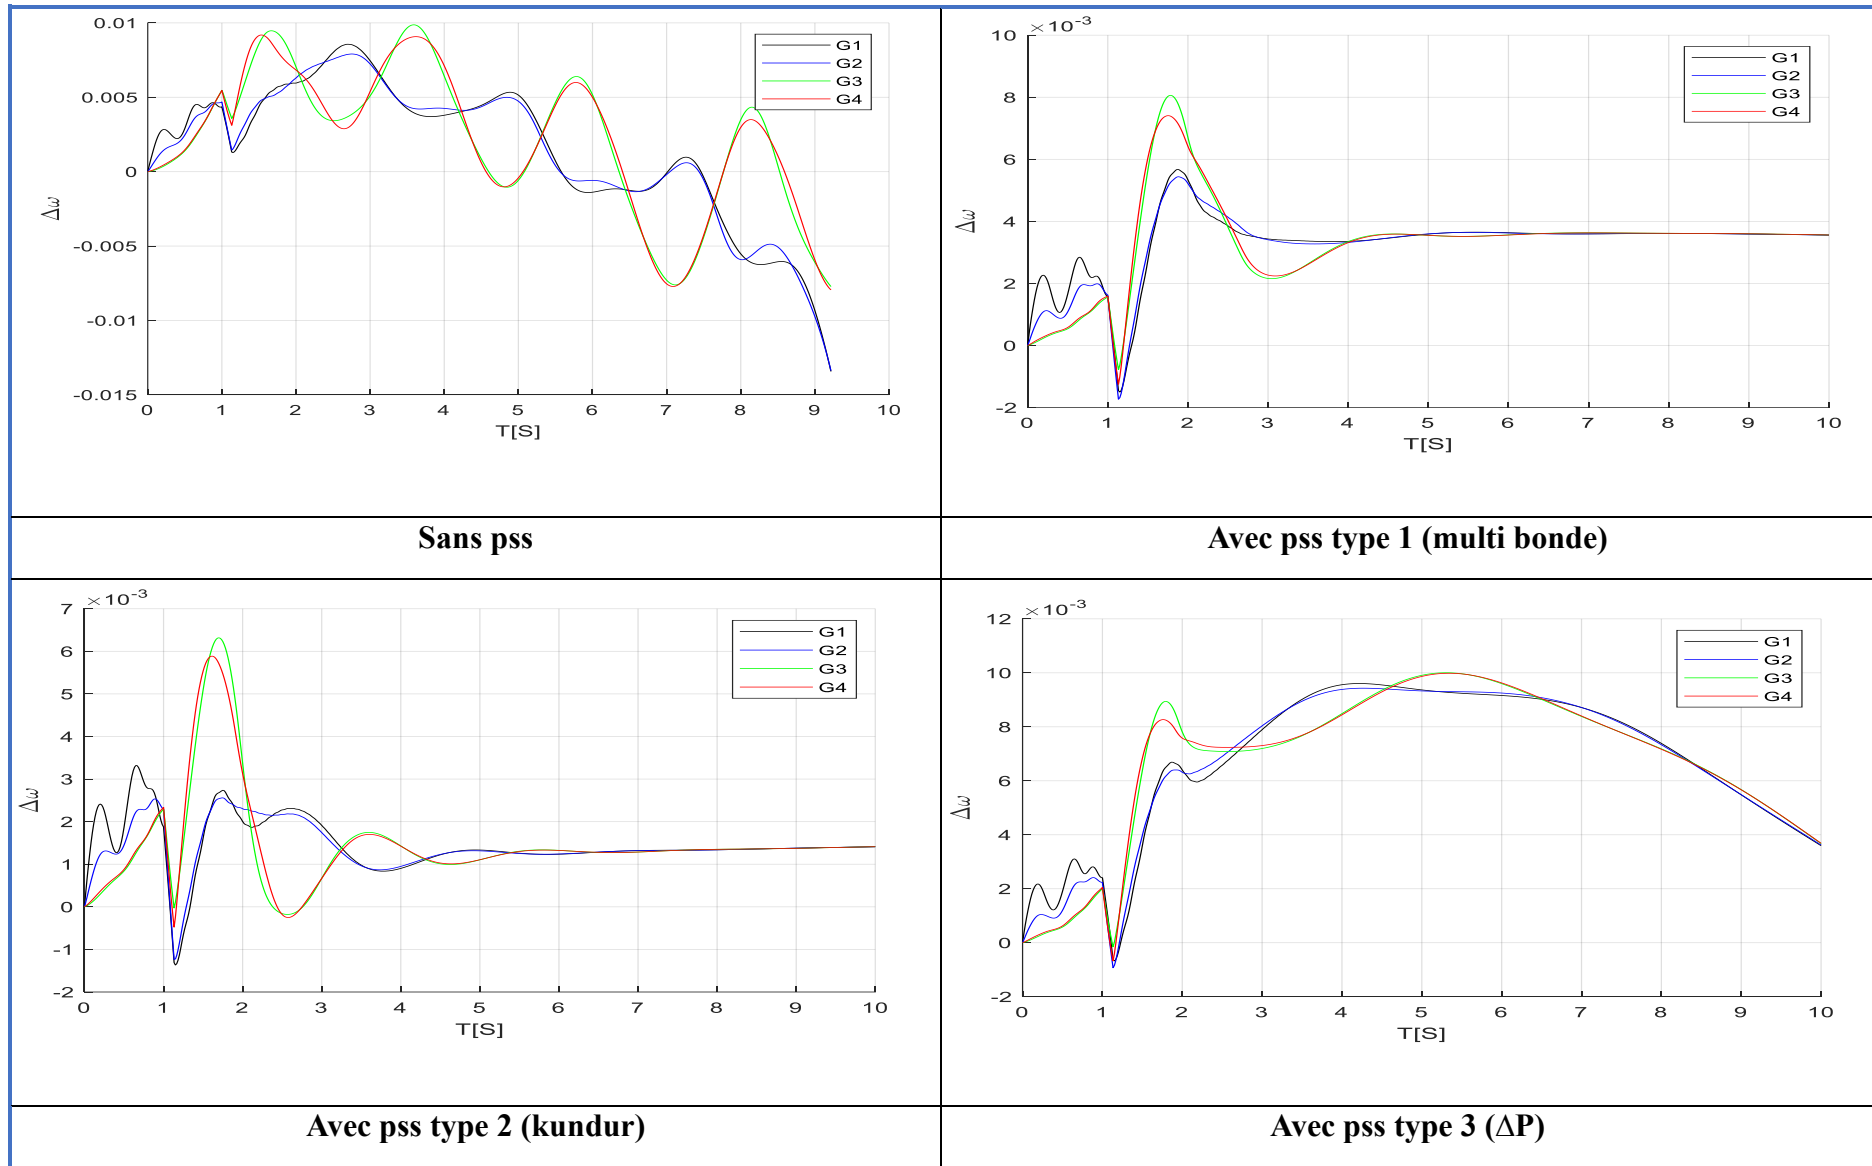 0.01
0.005
0
-0.005
-0.01
-0.015
Δω
0 1 2 3 4 5 6 7 8 9 10
T[S]
G1
G2
G3
G4
×10-3
10
8
6
4
2
0
-2
Δω
0 1 2 3 4 5 6 7 8 9 10
T[S]
G1
G2
G3
G4
Sans pss
Avec pss type 1 (multi bonde)
×10-3
7
6
5
4
3
2
1
0
-1
-2
Δω
0 1 2 3 4 5 6 7 8 9 10
T[S]
G1
G2
G3
G4
×10-3
12
10
8
6
4
2
0
-2
Δω
0 1 2 3 4 5 6 7 8 9 10
T[S]
G1
G2
G3
G4
Avec pss type 2 (kundur)
Avec pss type 3 (ΔP)